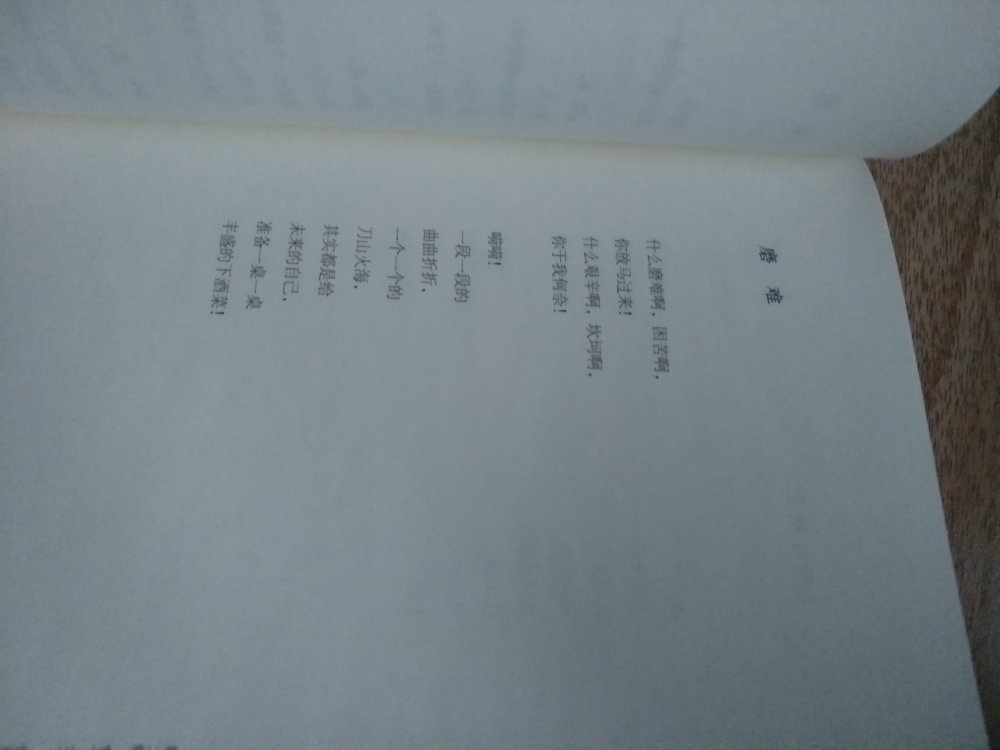 磨 难
什么磨难啊，困苦啊，
你放马过来！
什么艰辛啊，坎坷啊，
你于我何奈！
嗬嗬！
一段一段的
曲曲折折，
一个一个的
刀山火海，
其实都是给
未来的自己，
准备一桌一桌
丰盛的下酒菜！